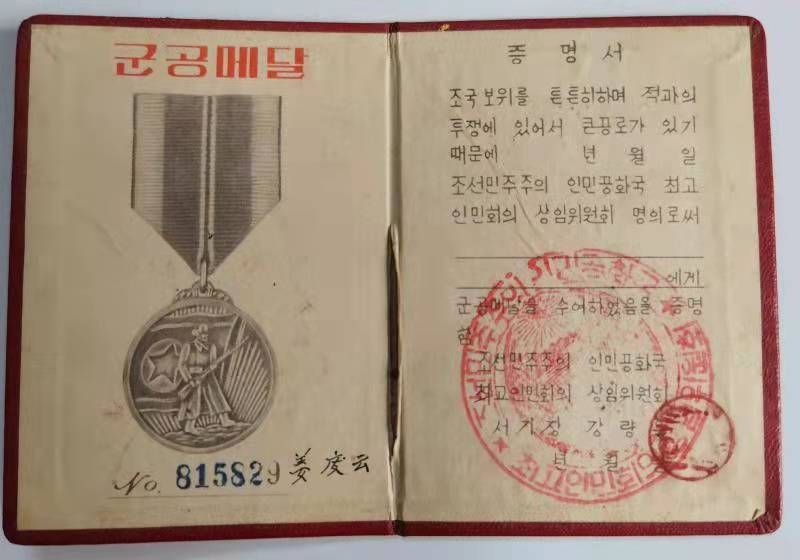 군공메달
No. 815829 姜庆云
증명서
조국보위를 튼튼히하며 적과의
투쟁에 있어서 큰공로가 있기
때문에 년 월 일
조선민주주의 인민공화국 최고
인민회의 상임위원회 명의로써
에게
군공메달을 수여하였음을 증명
함
조선민주주의 인민공화국
최고인민회의 상임위원회
서기장 강량
년 월